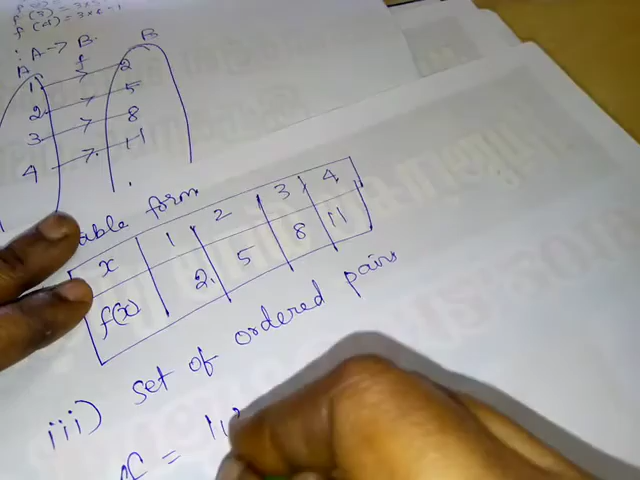 : A → B
A f B
1 → 2
2 → 5
3 → 8
4 → 11
able form
x 1 2 3 4
f(x) 2 5 8 11
iii) set of ordered pairs
f =